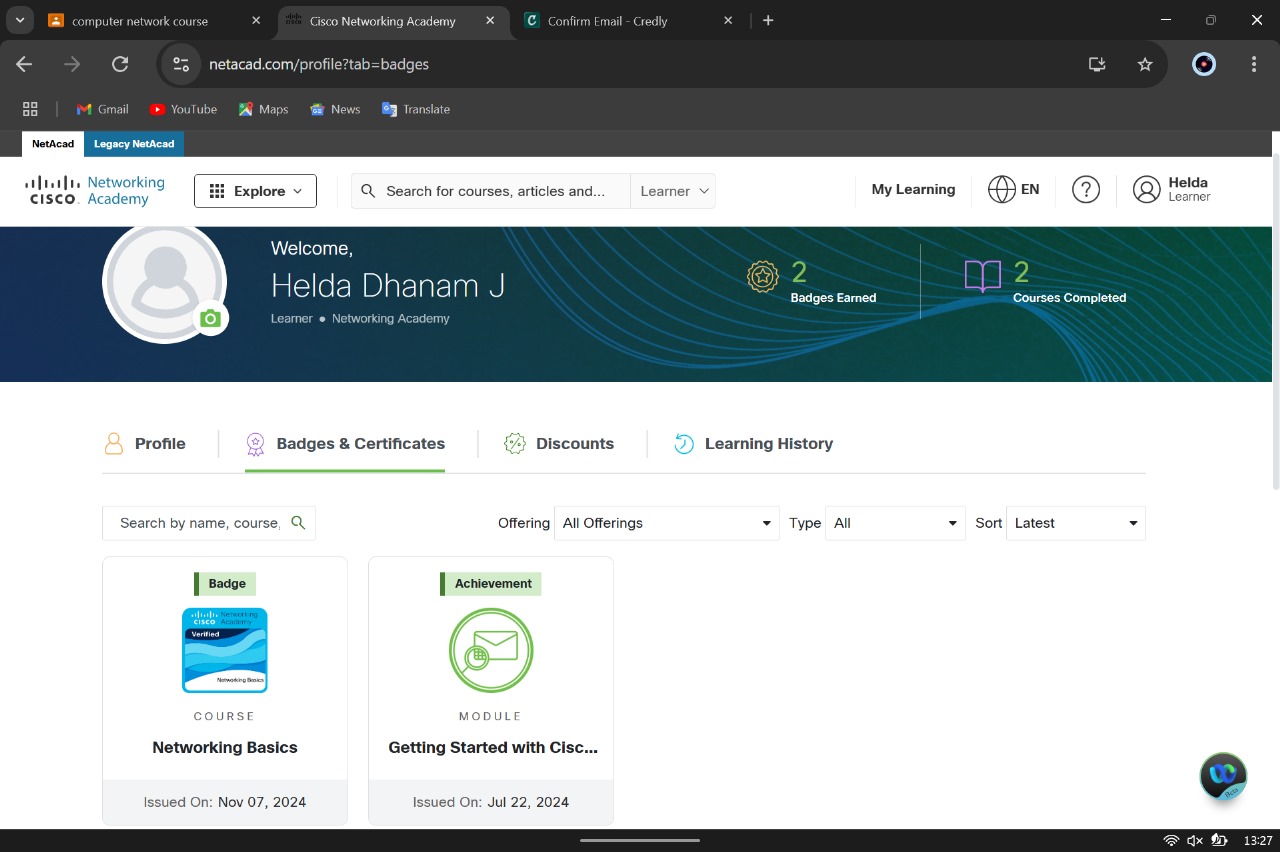 computer network course
Cisco Networking Academy
Confirm Email - Credly
netacad.com/profile?tab=badges
Gmail
YouTube
Maps
News
Translate
NetAcad
Legacy NetAcad
CISCO
Networking
Academy
Explore
Search for courses, articles and...
Learner
My Learning
EN
?
Helda
Learner
Welcome,
Helda Dhanam J
Learner ● Networking Academy
2
Badges Earned
2
Courses Completed
Profile
Badges & Certificates
Discounts
Learning History
Search by name, course,
Offering
All Offerings
Type
All
Sort
Latest
Badge
CISCO
Networking
Academy
Verified
Networking Basics
COURSE
Networking Basics
Issued On: Nov 07, 2024
Achievement
MODULE
Getting Started with Cisc...
Issued On: Jul 22, 2024
Beta
13:27